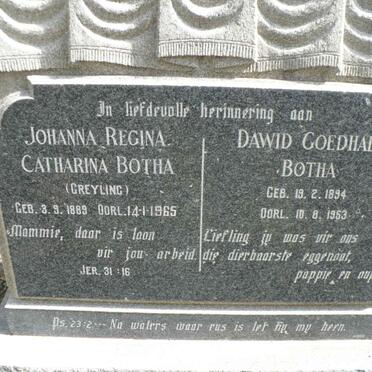 In liefdevolle herinnering aan
JOHANNA REGINA
CATHARINA BOTHA
(GREYLING)
GEB. 3.9.1889 OORL. 14-1-1965
Mammie, daar is loon
vir jou arbeid
JER. 31:16
DAWID GOEDHA
BOTHA
GEB. 19.2.1894
OORL. 10.8.1953
Liefling jy was vir ons
die dierbaarste eggenoot,
pappie en oup
Ps. 23:2 -- Na waters waar rus is lei Hy my heen.